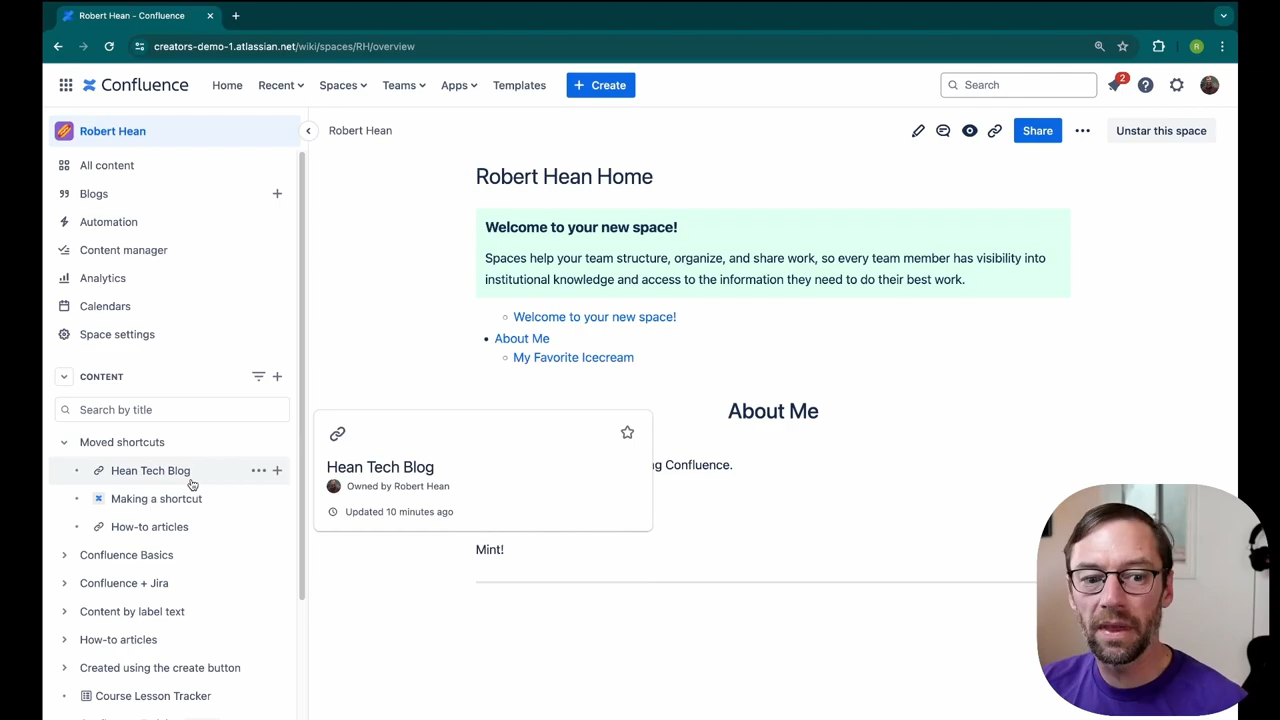 Robert Hean - Confluence
creators-demo-1.atlassian.net/wiki/spaces/RH/overview
R
Confluence
Home
Recent
Spaces
Teams
Apps
Templates
+ Create
Search
2
Robert Hean
All content
Blogs
Automation
Content manager
Analytics
Calendars
Space settings
CONTENT
Search by title
Moved shortcuts
Hean Tech Blog
Making a shortcut
How-to articles
Confluence Basics
Confluence + Jira
Content by label text
How-to articles
Created using the create button
Course Lesson Tracker
Robert Hean
Share
Unstar this space
Robert Hean Home
Welcome to your new space!
Spaces help your team structure, organize, and share work, so every team member has visibility into
institutional knowledge and access to the information they need to do their best work.
Welcome to your new space!
About Me
My Favorite Icecream
About Me
Hean Tech Blog
Owned by Robert Hean
Updated 10 minutes ago
Confluence.
Mint!